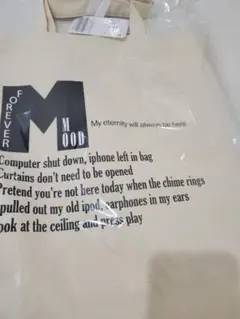 FOREVER
M
MOOD
My eternity will always be here.
Computer shut down, iphone left in bag
Curtains don't need to be opened
Pretend you're not here today when the chime rings
pulled out my old ipod, earphones in my ears
ook at the ceiling and press play